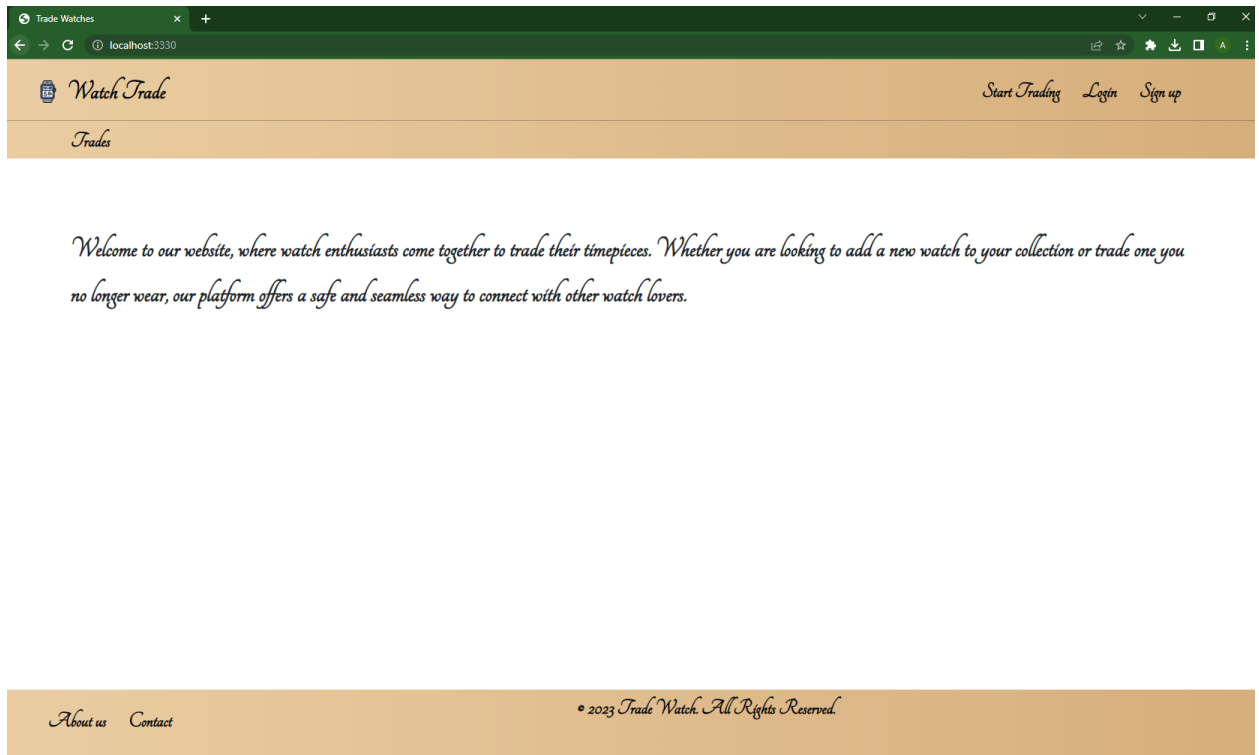 Trade Watches
localhost:3330
A
Watch Trade
Start Trading Login Sign up
Trades
Welcome to our website, where watch enthusiasts come together to trade their timepieces. Whether you are looking to add a new watch to your collection or trade one you
no longer wear, our platform offers a safe and seamless way to connect with other watch lovers.
About us Contact
© 2023 Trade Watch. All Rights Reserved.